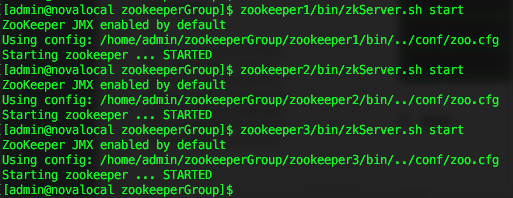 [[admin@novalocal zookeeperGroup]$ zookeeper1/bin/zkServer.sh start
ZooKeeper JMX enabled by default
Using config: /home/admin/zookeeperGroup/zookeeper1/bin/../conf/zoo.cfg
Starting zookeeper ... STARTED
[[admin@novalocal zookeeperGroup]$ zookeeper2/bin/zkServer.sh start
ZooKeeper JMX enabled by default
Using config: /home/admin/zookeeperGroup/zookeeper2/bin/../conf/zoo.cfg
Starting zookeeper ... STARTED
[[admin@novalocal zookeeperGroup]$ zookeeper3/bin/zkServer.sh start
ZooKeeper JMX enabled by default
Using config: /home/admin/zookeeperGroup/zookeeper3/bin/../conf/zoo.cfg
Starting zookeeper ... STARTED
[[admin@novalocal zookeeperGroup]$